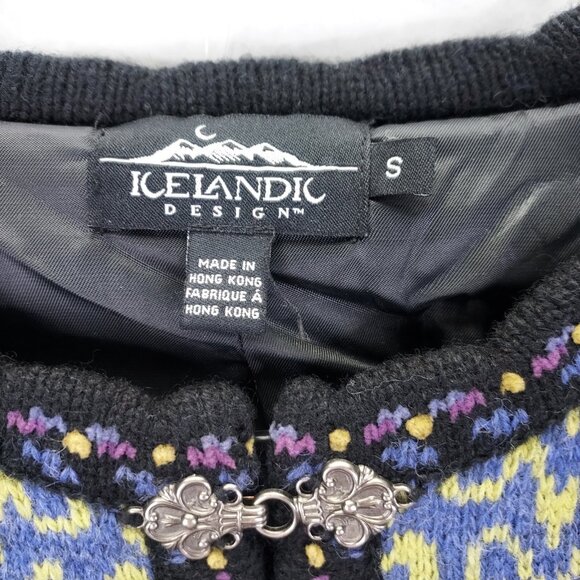 ICELANDIC
DESIGN™
S
MADE IN
HONG KONG
FABRIQUE À
HONG KONG